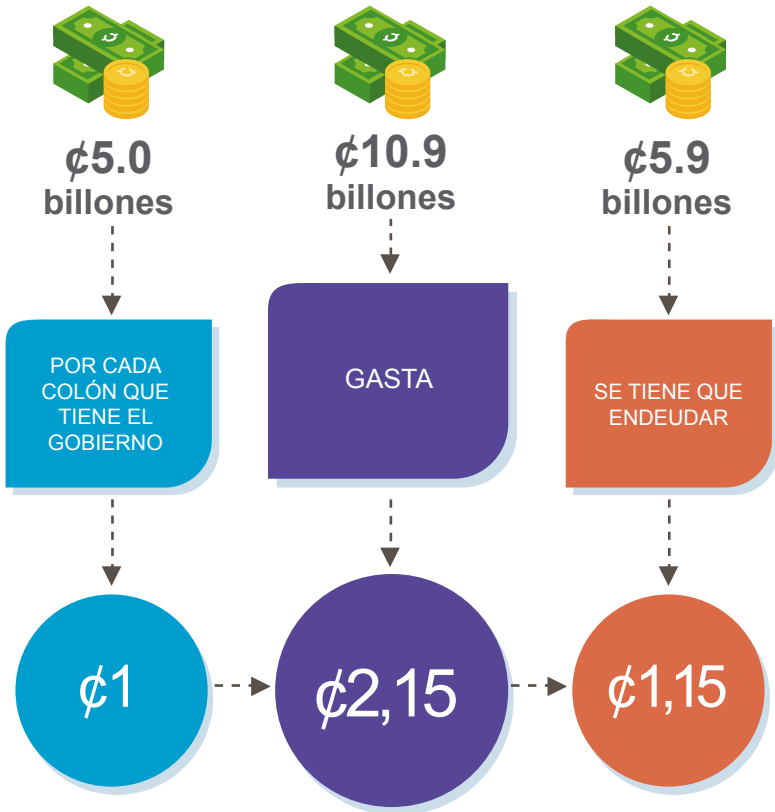 ₡5.0
billones
₡10.9
billones
₡5.9
billones
POR CADA
COLÓN QUE
TIENE EL
GOBIERNO
GASTA
SE TIENE QUE
ENDEUDAR
₡1
₡2,15
₡1,15